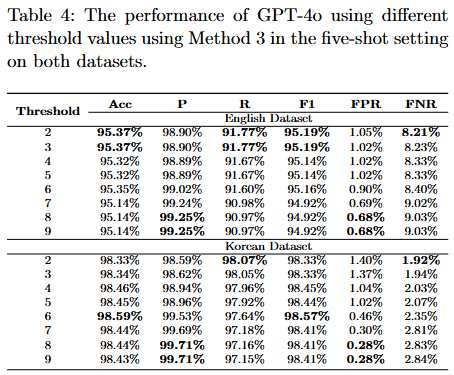 Table 4: The performance of GPT-4o using different
threshold values using Method 3 in the five-shot setting
on both datasets.
Threshold Acc P R F1 FPR FNR
English Dataset
2 95.37% 98.90% 91.77% 95.19% 1.05% 8.21%
3 95.37% 98.90% 91.77% 95.19% 1.02% 8.23%
4 95.32% 98.89% 91.67% 95.14% 1.02% 8.33%
5 95.32% 98.89% 91.67% 95.14% 1.02% 8.33%
6 95.35% 99.02% 91.60% 95.16% 0.90% 8.40%
7 95.14% 99.24% 90.98% 94.92% 0.69% 9.02%
8 95.14% 99.25% 90.97% 94.92% 0.68% 9.03%
9 95.14% 99.25% 90.97% 94.92% 0.68% 9.03%
Korean Dataset
2 98.33% 98.59% 98.07% 98.33% 1.40% 1.92%
3 98.34% 98.62% 98.05% 98.33% 1.37% 1.94%
4 98.46% 98.94% 97.96% 98.45% 1.04% 2.03%
5 98.45% 98.96% 97.92% 98.44% 1.02% 2.07%
6 98.59% 99.53% 97.64% 98.57% 0.46% 2.35%
7 98.44% 99.69% 97.18% 98.41% 0.30% 2.81%
8 98.44% 99.71% 97.16% 98.41% 0.28% 2.83%
9 98.43% 99.71% 97.15% 98.41% 0.28% 2.84%